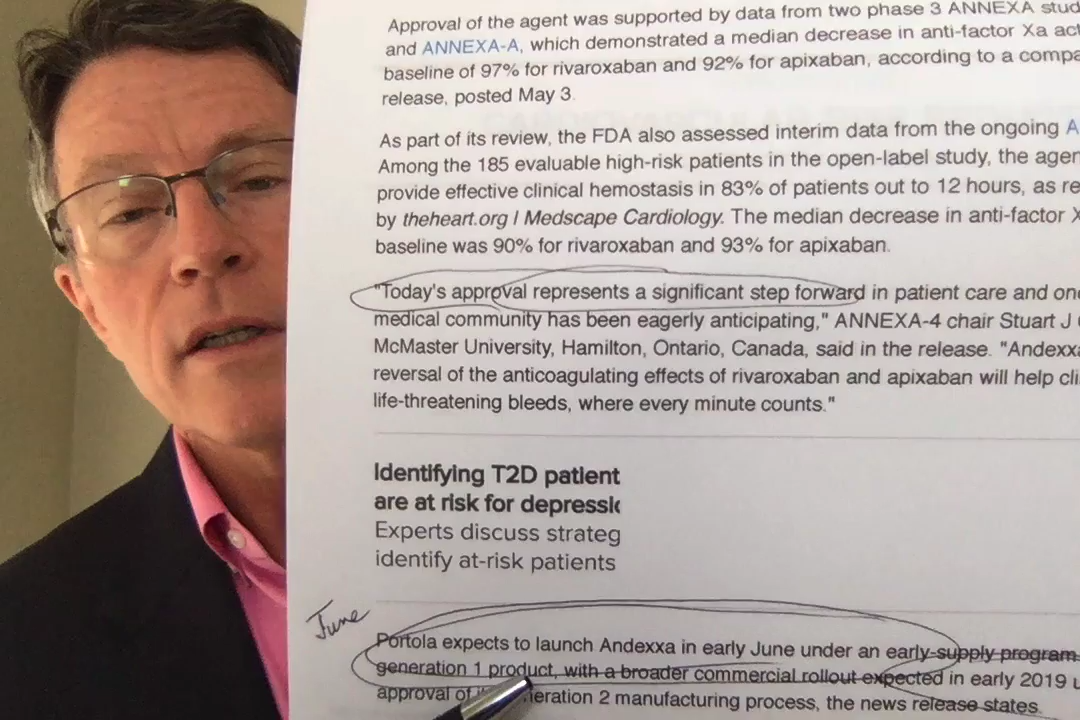 Approval of the agent was supported by data from two phase 3 ANNEXA stud
and ANNEXA-A, which demonstrated a median decrease in anti-factor Xa act
baseline of 97% for rivaroxaban and 92% for apixaban, according to a compa
release, posted May 3.
As part of its review, the FDA also assessed interim data from the ongoing A
Among the 185 evaluable high-risk patients in the open-label study, the agen
provide effective clinical hemostasis in 83% of patients out to 12 hours, as re
by theheart.org | Medscape Cardiology. The median decrease in anti-factor X
baseline was 90% for rivaroxaban and 93% for apixaban.
"Today's approval represents a significant step forward in patient care and one
medical community has been eagerly anticipating," ANNEXA-4 chair Stuart J
McMaster University, Hamilton, Ontario, Canada, said in the release. "Andexxa
reversal of the anticoagulating effects of rivaroxaban and apixaban will help cli
life-threatening bleeds, where every minute counts."
Identifying T2D patient
are at risk for depressio
Experts discuss strateg
identify at-risk patients
June
Portola expects to launch Andexxa in early June under an early-supply program
generation 1 product, with a broader commercial rollout expected in early 2019 u
approval of eneration 2 manufacturing process, the news release states.